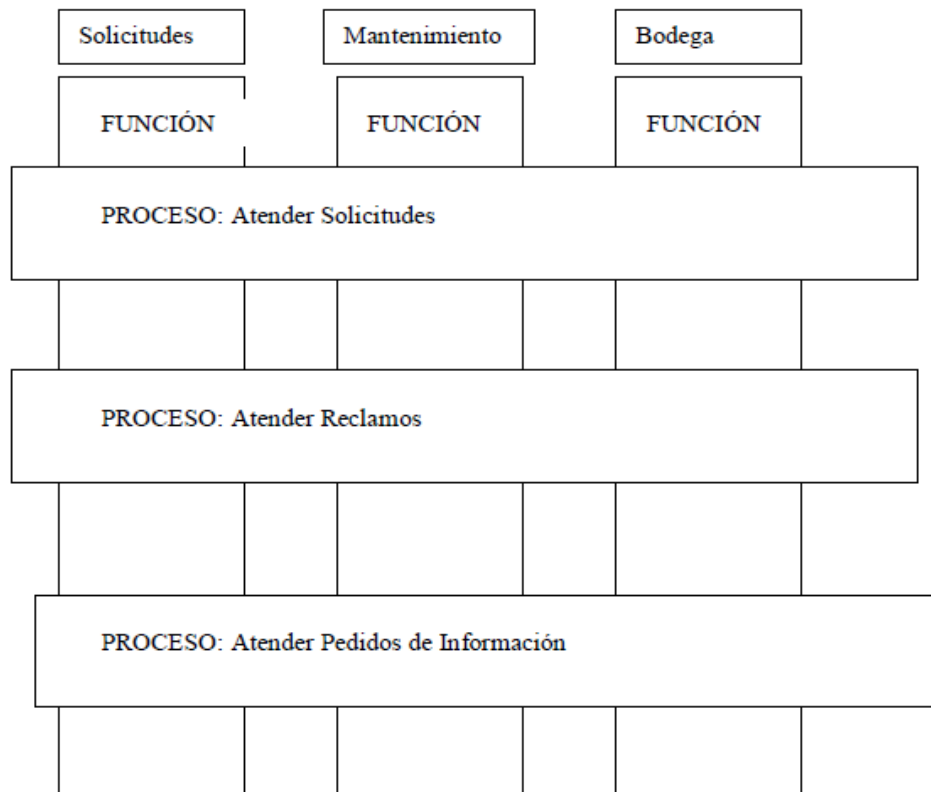 Solicitudes
Mantenimiento
Bodega
FUNCIÓN
FUNCIÓN
FUNCIÓN
PROCESO: Atender Solicitudes
PROCESO: Atender Reclamos
PROCESO: Atender Pedidos de Información